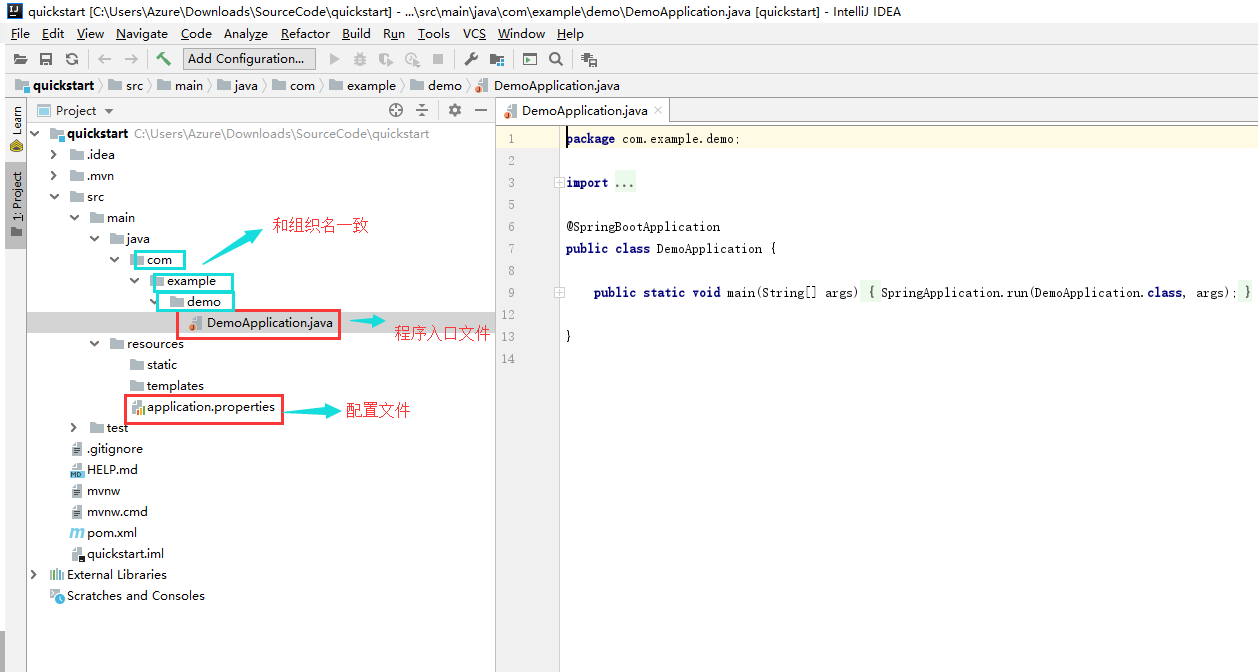 quickstart [C:\Users\Azure\Downloads\SourceCode\quickstart] - ...\src\main\java\com\example\demo\DemoApplication.java [quickstart] - IntelliJ IDEA
File Edit View Navigate Code Analyze Refactor Build Run Tools VCS Window Help
Add Configuration...
quickstart src main java com example demo DemoApplication.java
Learn
1: Project
Project
quickstart C:\Users\Azure\Downloads\SourceCode\quickstart
.idea
.mvn
src
main
java
和组织名一致
com
example
demo
DemoApplication.java
程序入口文件
resources
static
templates
application.properties
配置文件
test
.gitignore
HELP.md
mvnw
mvnw.cmd
pom.xml
quickstart.iml
External Libraries
Scratches and Consoles
DemoApplication.java
1 package com.example.demo;
2
3 import ...
5
6 @SpringBootApplication
7 public class DemoApplication {
8
9 public static void main(String[] args) { SpringApplication.run(DemoApplication.class, args); }
12
13 }
14